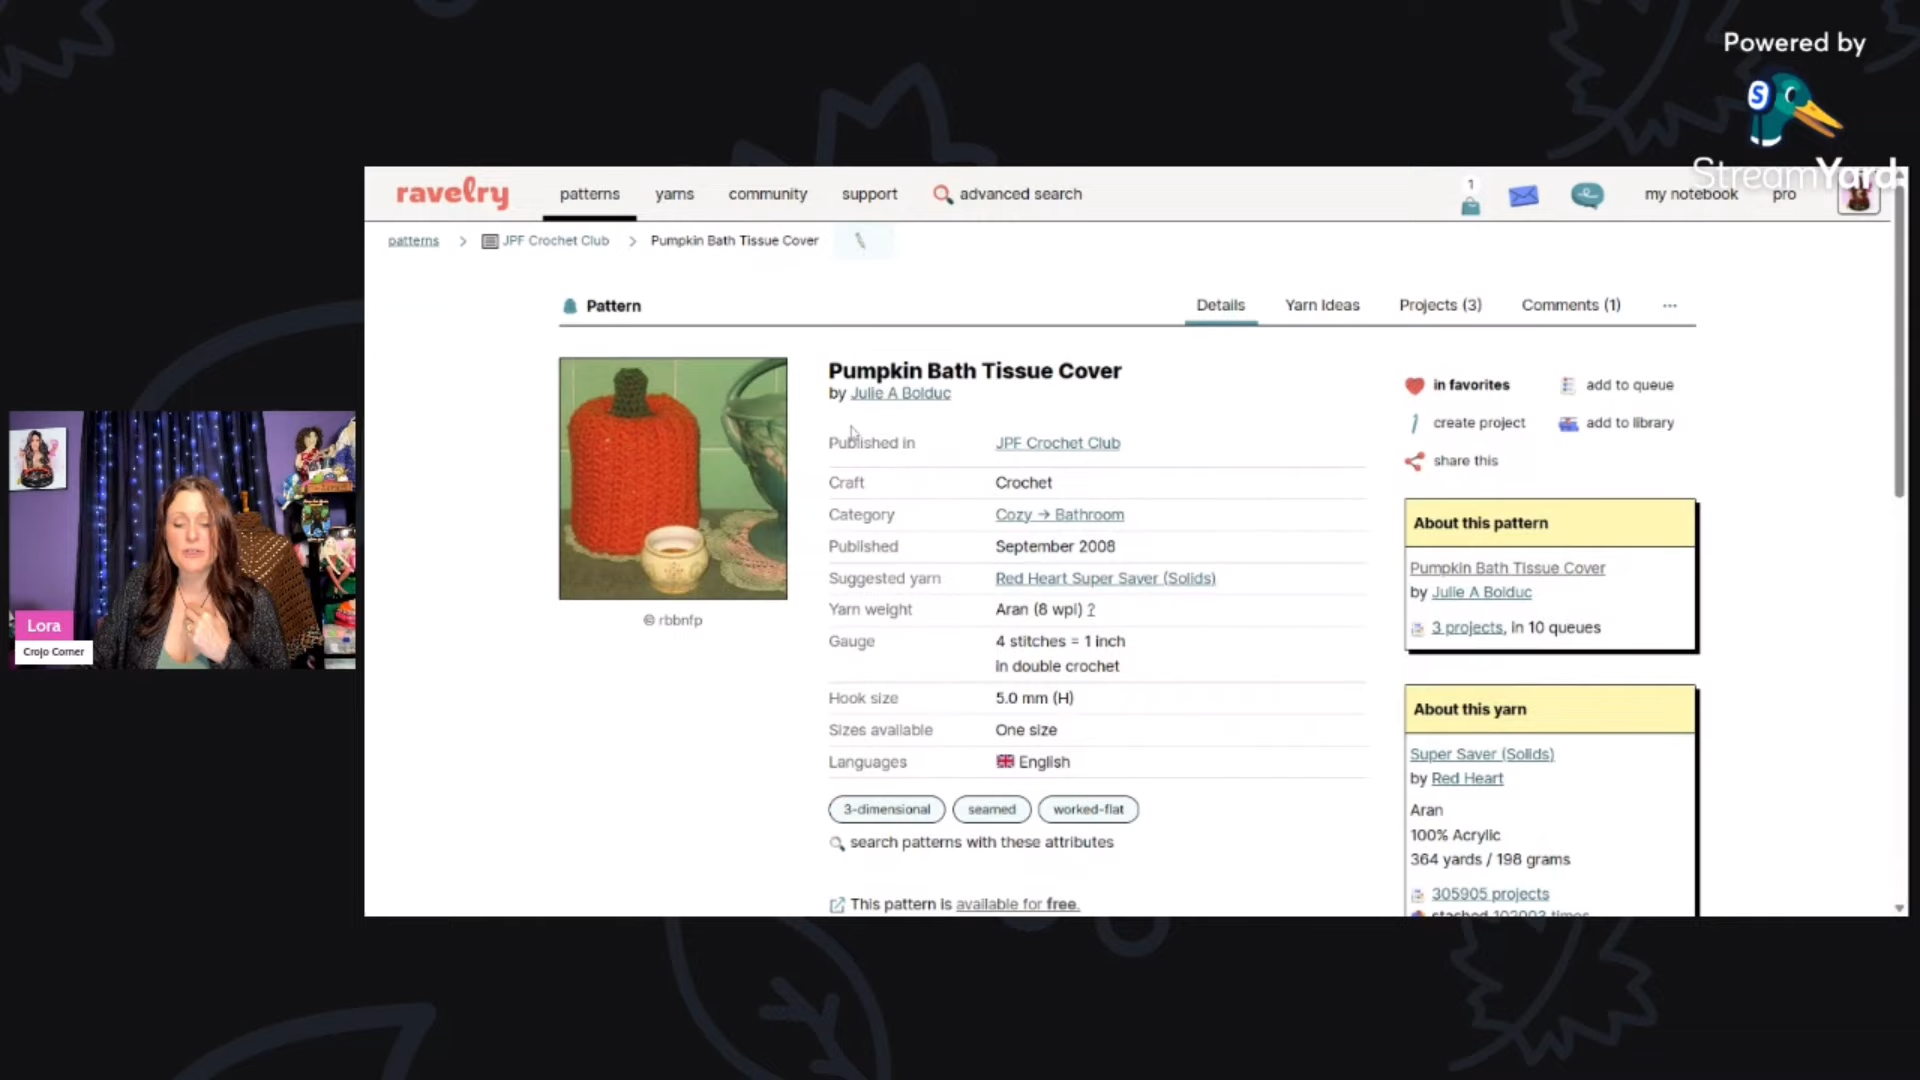 Powered by
StreamYard
ravelry
patterns
yarns
community
support
advanced search
1
my notebook
pro
patterns > JPF Crochet Club > Pumpkin Bath Tissue Cover
Pattern
Details
Yarn Ideas
Projects (3)
Comments (1)
···
Pumpkin Bath Tissue Cover
by Julie A Bolduc
Published in JPF Crochet Club
Craft Crochet
Category Cozy → Bathroom
Published September 2008
Suggested yarn Red Heart Super Saver (Solids)
Yarn weight Aran (8 wpi) ?
Gauge 4 stitches = 1 inch
in double crochet
Hook size 5.0 mm (H)
Sizes available One size
Languages English
3-dimensional
seamed
worked-flat
search patterns with these attributes
This pattern is available for free.
© rbbnfp
in favorites
add to queue
create project
add to library
share this
About this pattern
Pumpkin Bath Tissue Cover
by Julie A Bolduc
3 projects, in 10 queues
About this yarn
Super Saver (Solids)
by Red Heart
Aran
100% Acrylic
364 yards / 198 grams
305905 projects
stashed 102003 times
Lora
Crojo Corner